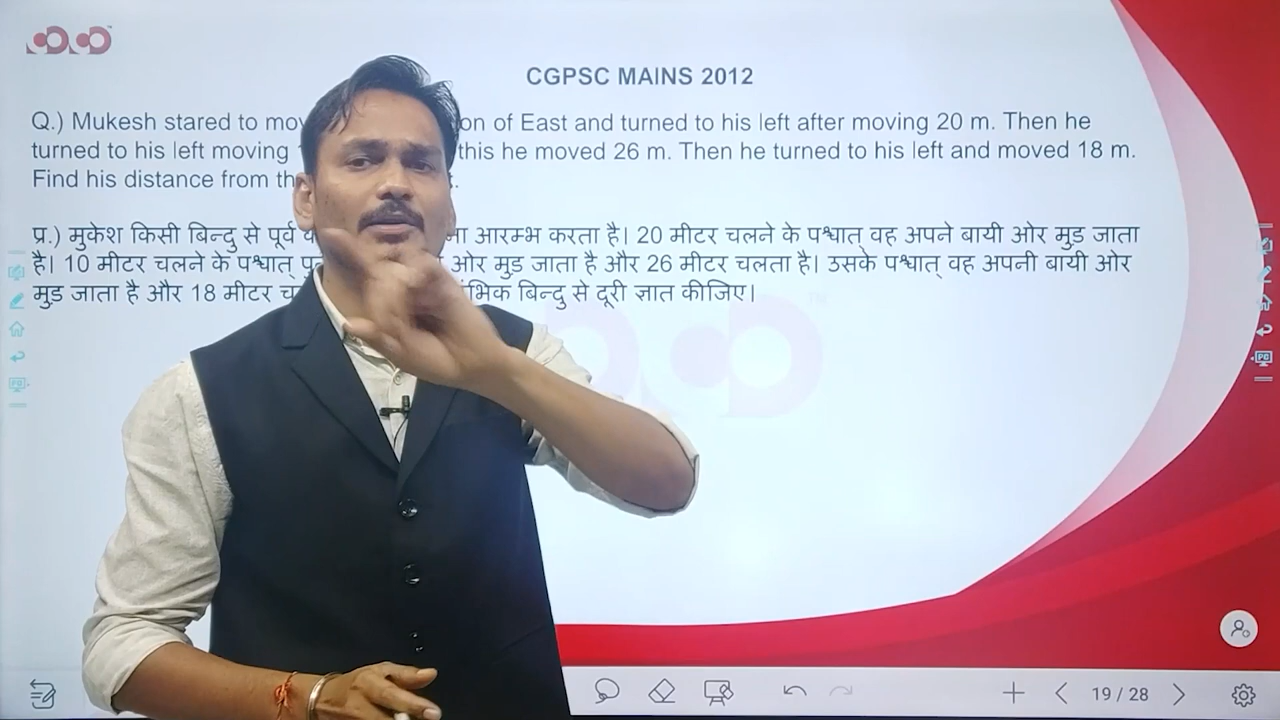 CGPSC MAINS 2012
Q.) Mukesh stared to mov on of East and turned to his left after moving 20 m. Then he
turned to his left moving this he moved 26 m. Then he turned to his left and moved 18 m.
Find his distance from th
प्र.) मुकेश किसी बिन्दु से पूर्व ना आरम्भ करता है। 20 मीटर चलने के पश्चात् वह अपने बायी ओर मुड़ जाता
है। 10 मीटर चलने के पश्चात् पु ओर मुड़ जाता है और 26 मीटर चलता है। उसके पश्चात् वह अपनी बायी ओर
मुड़ जाता है और 18 मीटर च रंभिक बिन्दु से दूरी ज्ञात कीजिए।
19 / 28